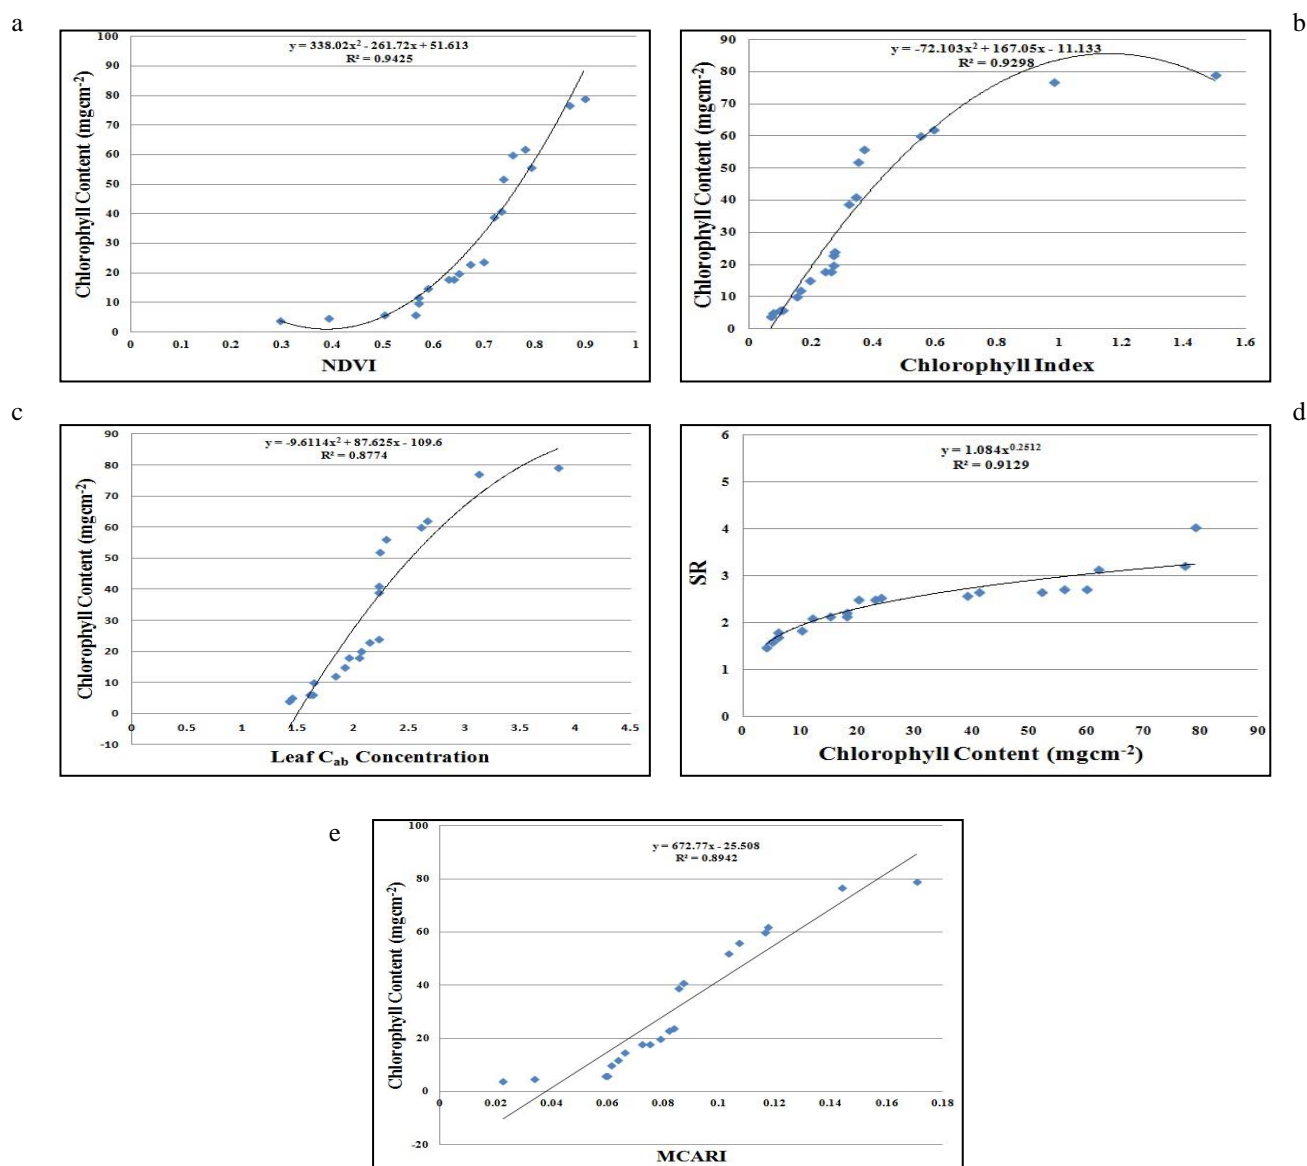 a
y = 338.02x² - 261.72x + 51.613
R² = 0.9425
Chlorophyll Content (mgcm⁻²)
100
90
80
70
60
50
40
30
20
10
0
0 0.1 0.2 0.3 0.4 0.5 0.6 0.7 0.8 0.9 1
NDVI
b
y = -72.103x² + 167.05x - 11.133
R² = 0.9298
Chlorophyll Content (mgcm⁻²)
90
80
70
60
50
40
30
20
10
0
0 0.2 0.4 0.6 0.8 1 1.2 1.4 1.6
Chlorophyll Index
c
y = -9.6114x² + 87.625x - 109.6
R² = 0.8774
Chlorophyll Content (mgcm⁻²)
90
80
70
60
50
40
30
20
10
0
-10
0 0.5 1 1.5 2 2.5 3 3.5 4 4.5
Leaf Cab Concentration
d
y = 1.084x^0.2512
R² = 0.9129
SR
6
5
4
3
2
1
0
0 10 20 30 40 50 60 70 80 90
Chlorophyll Content (mgcm⁻²)
e
y = 672.77x - 25.508
R² = 0.8942
Chlorophyll Content (mgcm⁻²)
100
80
60
40
20
0
-20
0 0.02 0.04 0.06 0.08 0.1 0.12 0.14 0.16 0.18
MCARI